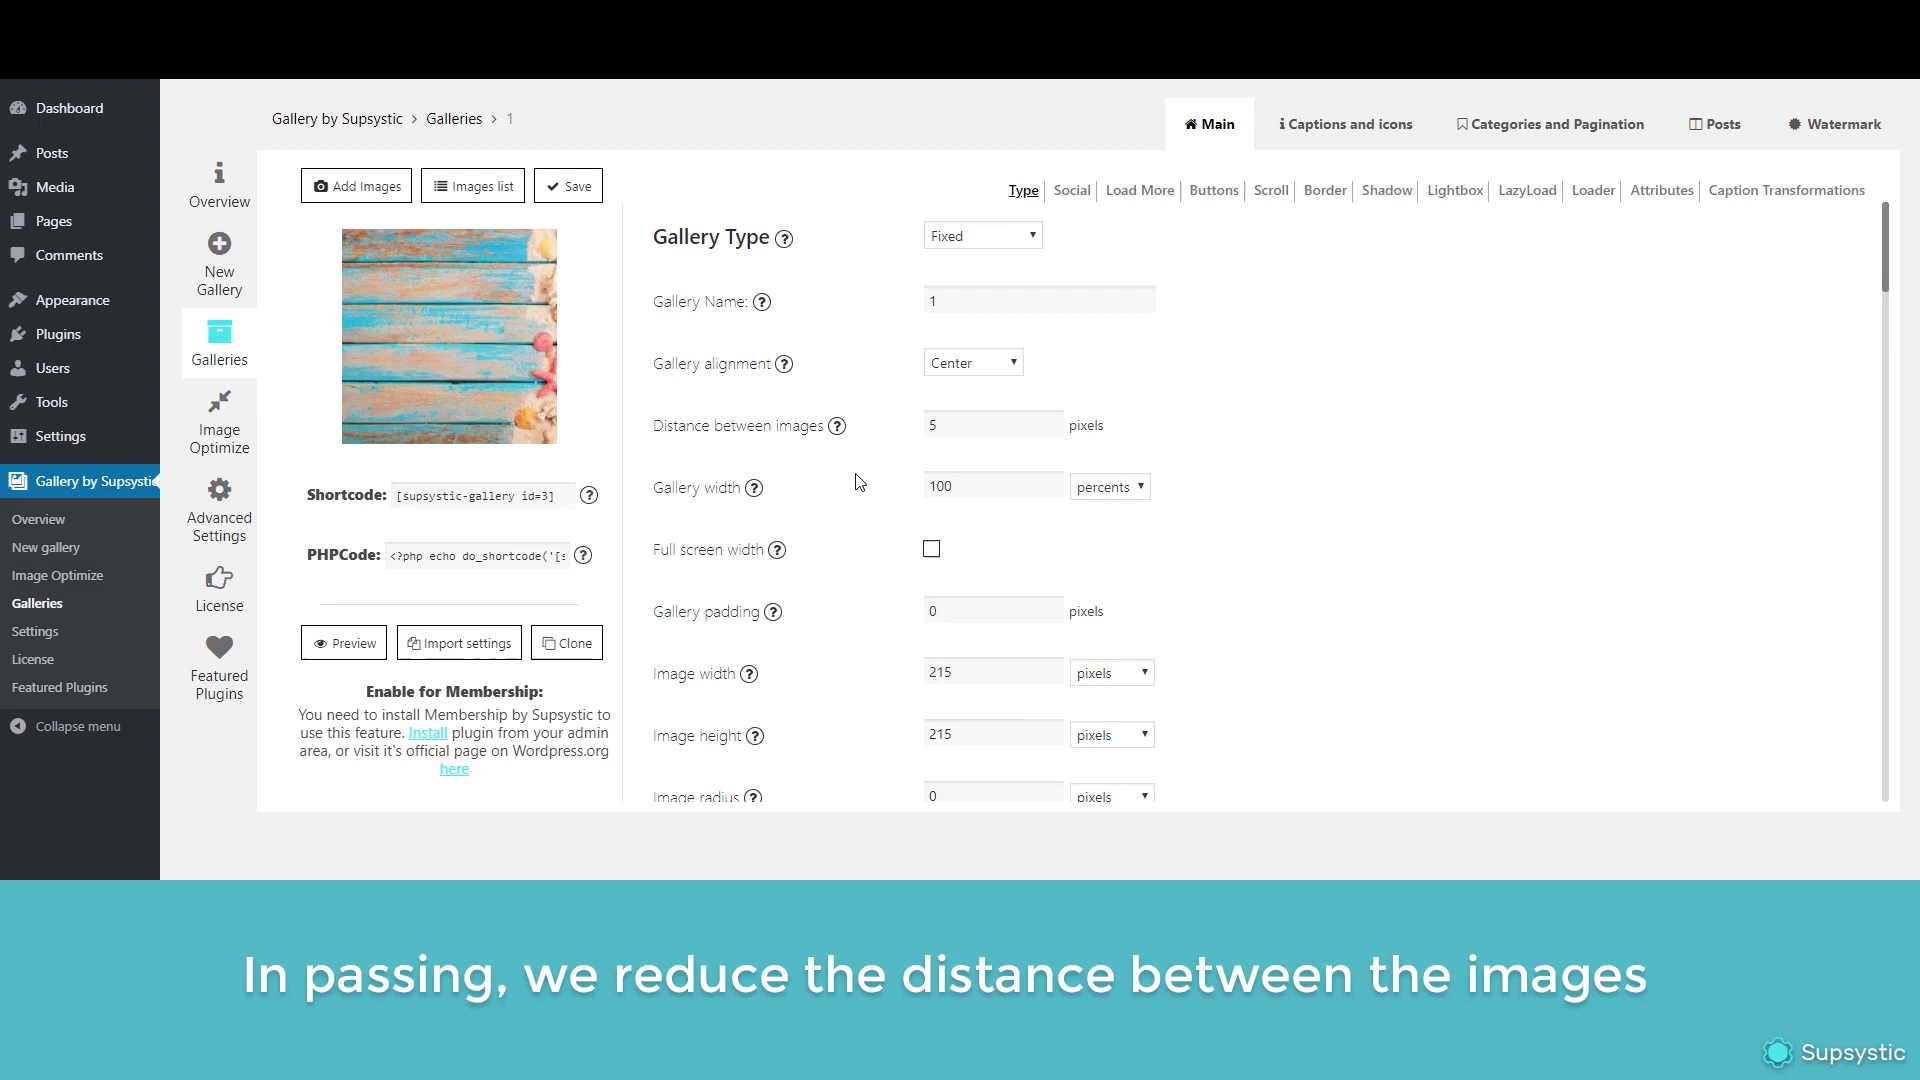 Dashboard
Posts
Media
Pages
Comments
Appearance
Plugins
Users
Tools
Settings
Gallery by Supsystic
Overview
New gallery
Image Optimize
Galleries
Settings
License
Featured Plugins
Collapse menu
Overview
New
Gallery
Galleries
Image
Optimize
Advanced
Settings
License
Featured
Plugins
Gallery by Supsystic > Galleries > 1
Main
Captions and icons
Categories and Pagination
Posts
Watermark
Add Images
Images list
Save
Type
Social
Load More
Buttons
Scroll
Border
Shadow
Lightbox
LazyLoad
Loader
Attributes
Caption Transformations
Shortcode: [supsystic-gallery id=3] ?
PHPCode: <?php echo do_shortcode('[s ?
Preview
Import settings
Clone
Enable for Membership:
You need to install Membership by Supsystic to
use this feature. Install plugin from your admin
area, or visit it's official page on Wordpress.org
here
Gallery Type ? Fixed
Gallery Name: ? 1
Gallery alignment ? Center
Distance between images ? 5 pixels
Gallery width ? 100 percents
Full screen width ?
Gallery padding ? 0 pixels
Image width ? 215 pixels
Image height ? 215 pixels
Image radius ? 0 pixels
In passing, we reduce the distance between the images
Supsystic